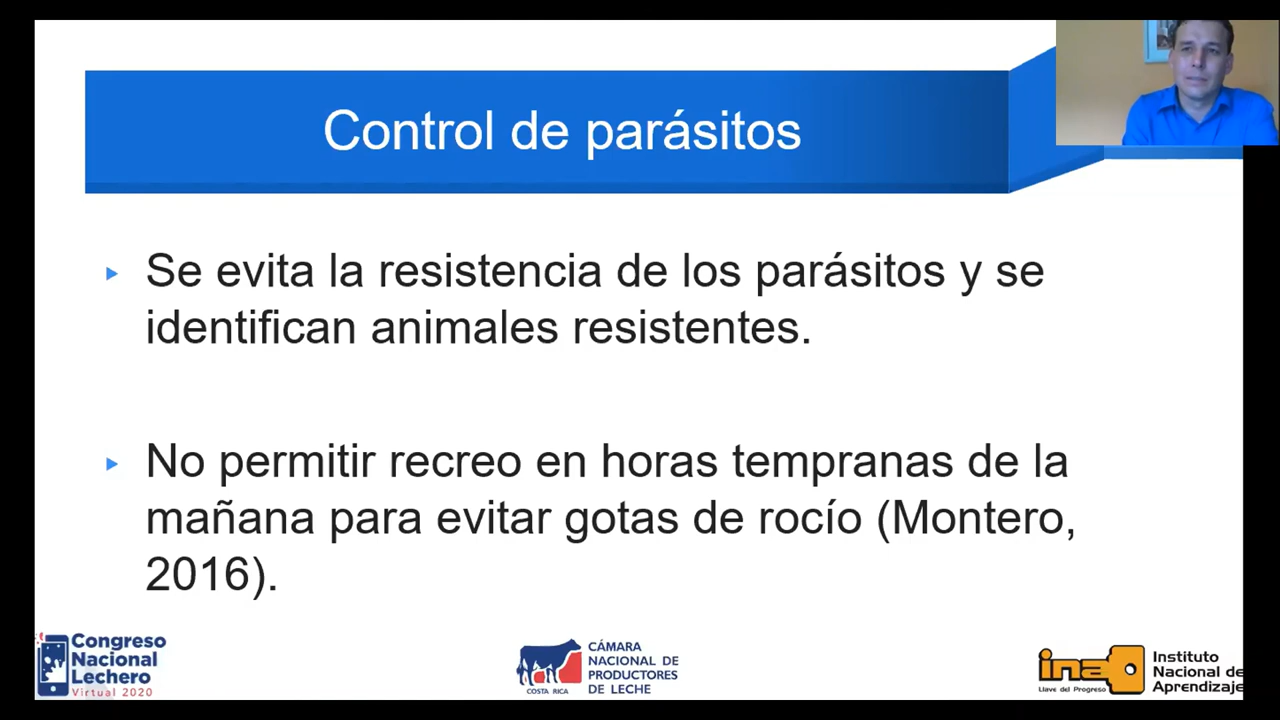 Control de parásitos
Se evita la resistencia de los parásitos y se
identifican animales resistentes.
No permitir recreo en horas tempranas de la
mañana para evitar gotas de rocío (Montero,
2016).
Congreso
Nacional
Lechero
Virtual 2020
CÁMARA
NACIONAL DE
PRODUCTORES
DE LECHE
COSTA RICA
ina
Llave del Progreso
Instituto
Nacional de
Aprendizaje